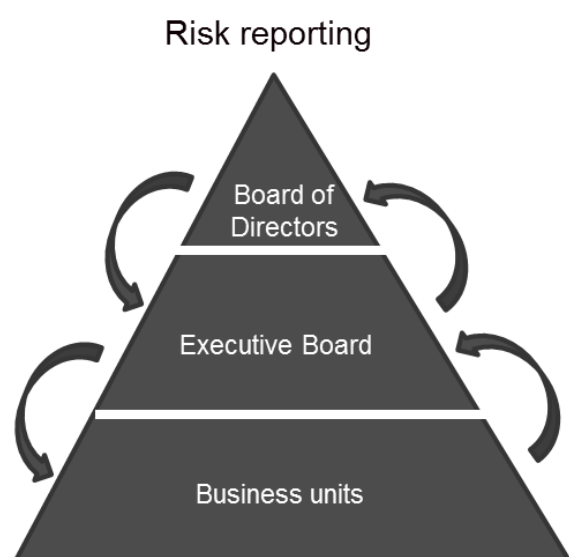 Risk reporting
Board of
Directors
Executive Board
Business units